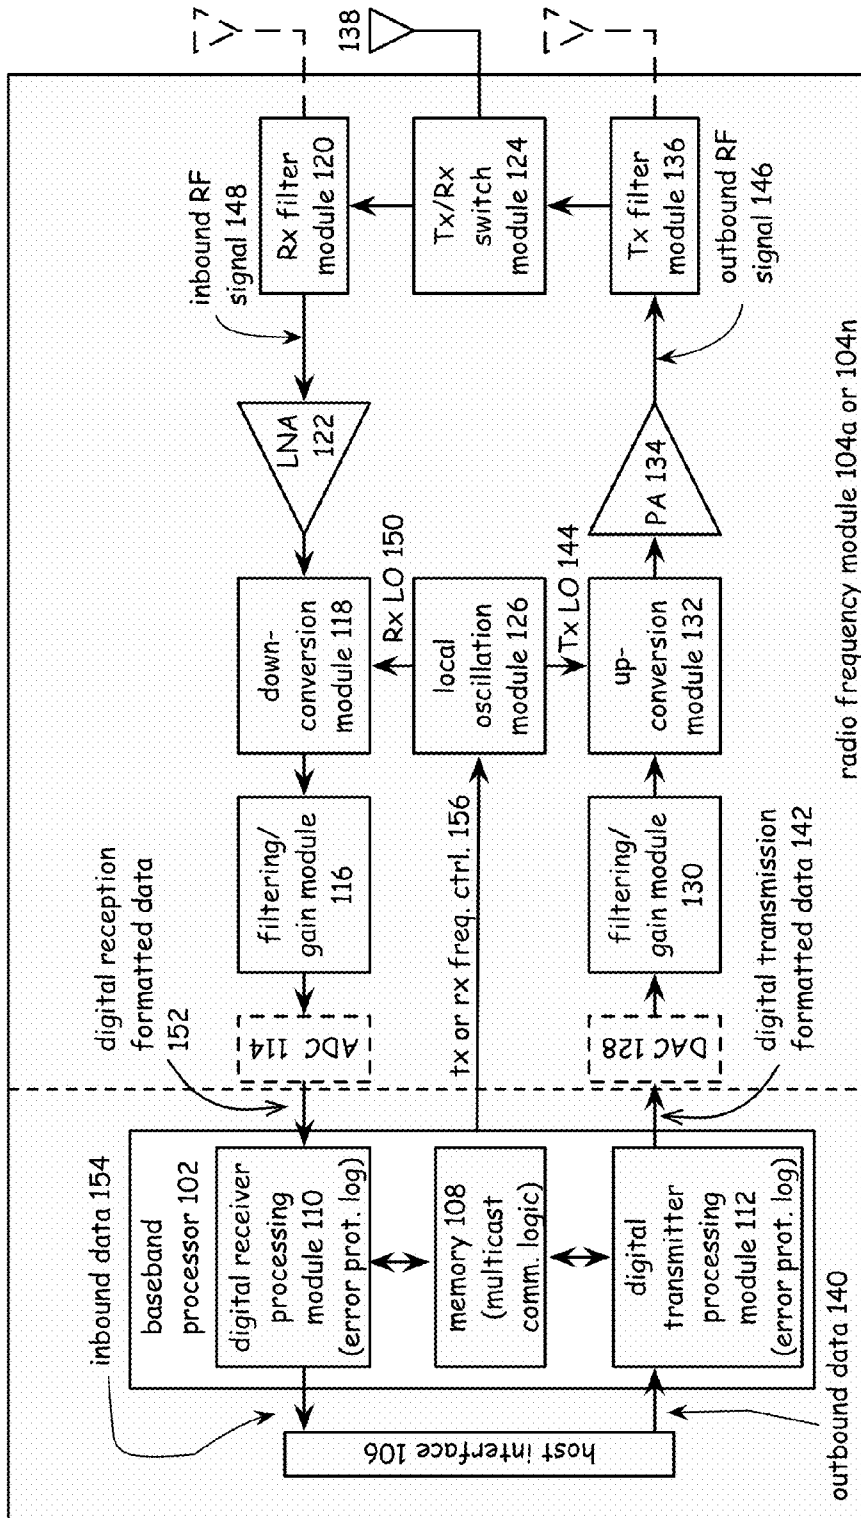 inbound data 154
digital reception
formatted data
152
inbound RF
signal 148
138
baseband
processor 102
digital receiver
processing
module 110
(error prot. log)
ADC 114
filtering/
gain module
116
down-
conversion
module 118
LNA
122
Rx filter
module 120
Rx LO 150
host interface 106
memory 108
(multicast
comm. logic)
tx or rx freq. ctrl. 156
local
oscillation
module 126
Tx/Rx
switch
module 124
Tx LO 144
digital
transmitter
processing
module 112
(error prot. log)
DAC 128
filtering/
gain module
130
up-
conversion
module 132
PA 134
Tx filter
module 136
outbound data 140
digital transmission
formatted data 142
outbound RF
signal 146
radio frequency module 104a or 104n